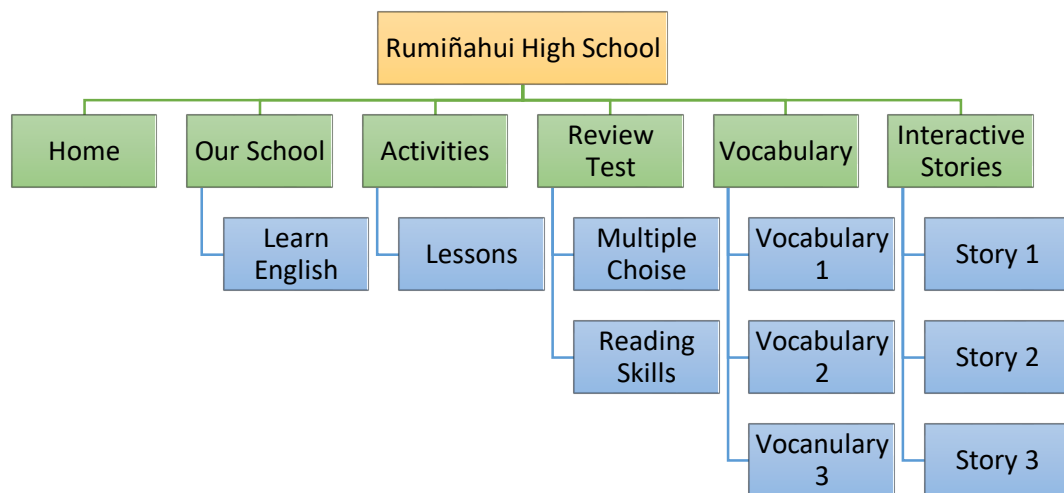 Rumiñahui High School
Home
Our School
Activities
Review
Test
Vocabulary
Interactive
Stories
Learn
English
Lessons
Multiple
Choise
Vocabulary
1
Story 1
Reading
Skills
Vocabulary
2
Story 2
Vocanulary
3
Story 3